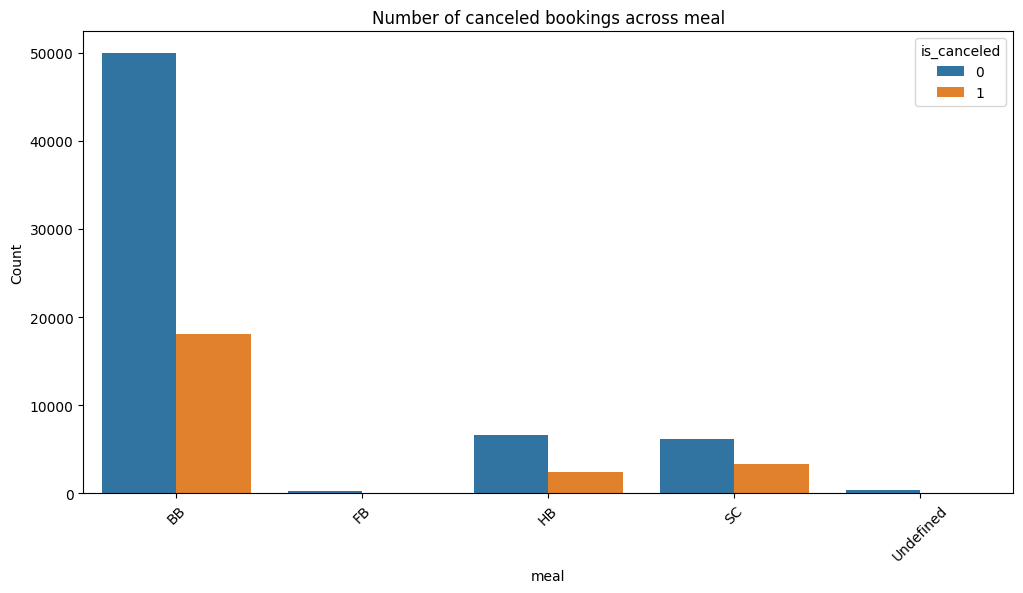 Number of canceled bookings across meal
is_canceled
0
1
50000
40000
30000
20000
10000
0
Count
BB
FB
HB
SC
Undefined
meal